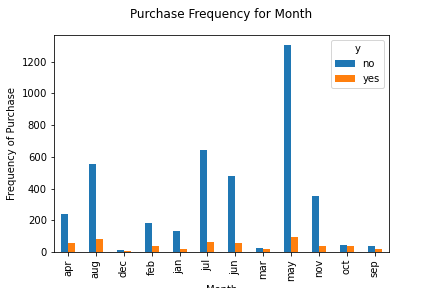 Purchase Frequency for Month
Frequency of Purchase
1200
1000
800
600
400
200
0
y
no
yes
apr
aug
dec
feb
jan
jul
jun
mar
may
nov
oct
sep
Month